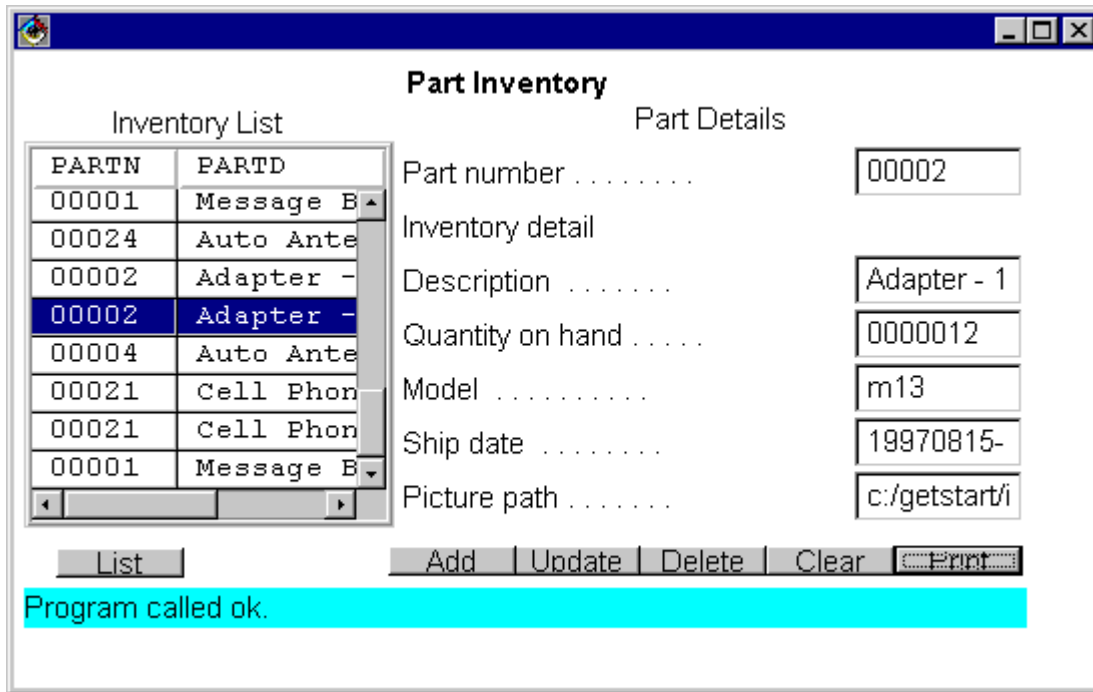 Part Inventory
Inventory List
Part Details
PARTN PARTD
00001 Message B
00024 Auto Ante
00002 Adapter -
00002 Adapter -
00004 Auto Ante
00021 Cell Phon
00021 Cell Phon
00001 Message B
Part number . . . . . . . . 00002
Inventory detail
Description . . . . . . . Adapter - 1
Quantity on hand . . . . . 0000012
Model . . . . . . . . . . m13
Ship date . . . . . . . . 19970815-
Picture path . . . . . . . c:/getstart/i
List Add Update Delete Clear Print
Program called ok.